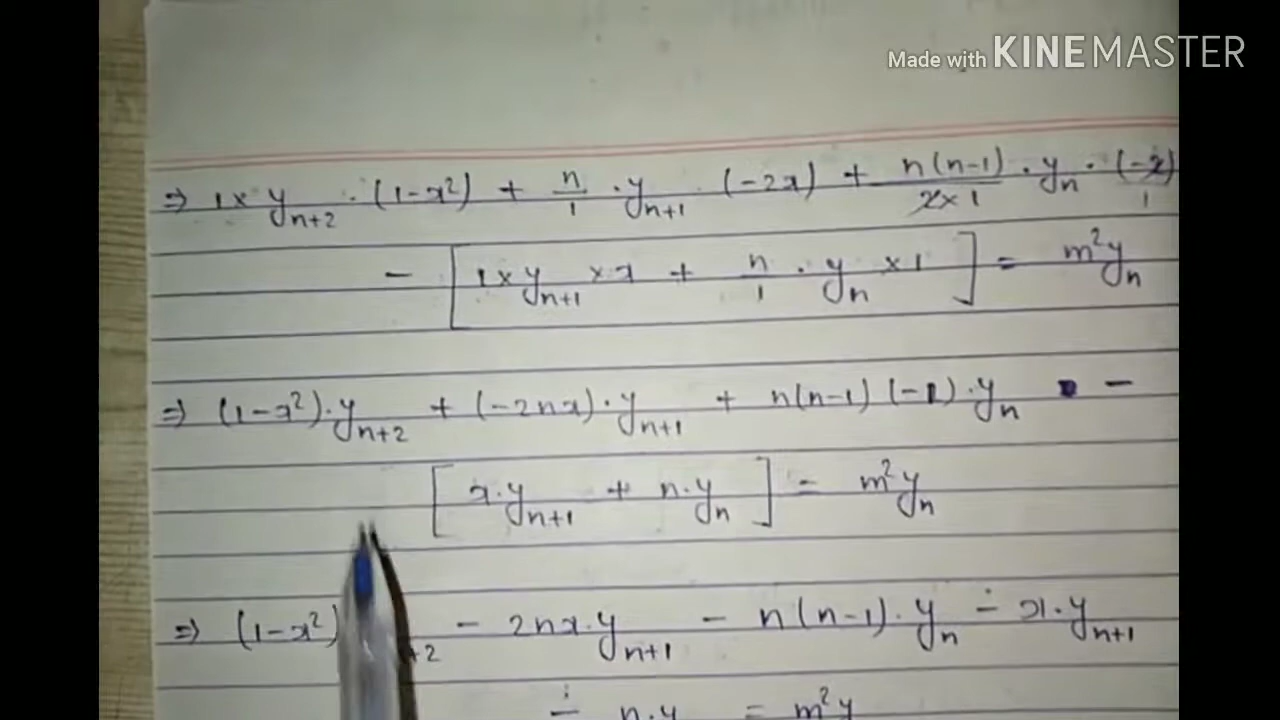 Made with KINEMASTER
⇒ 1 × y_{n+2} · (1-x²) + n/1 · y_{n+1} (-2x) + n(n-1)/2×1 · y_n · (-2)/1
- [1 × y_{n+1} × x + n/1 · y_n × 1] = m²y_n
⇒ (1-x²) · y_{n+2} + (-2nx) · y_{n+1} + n(n-1) (-1) · y_n -
[x · y_{n+1} + n · y_n] = m²y_n
⇒ (1-x²) +2 - 2nx · y_{n+1} - n(n-1) · y_n - x · y_{n+1}
- n · y = m²y